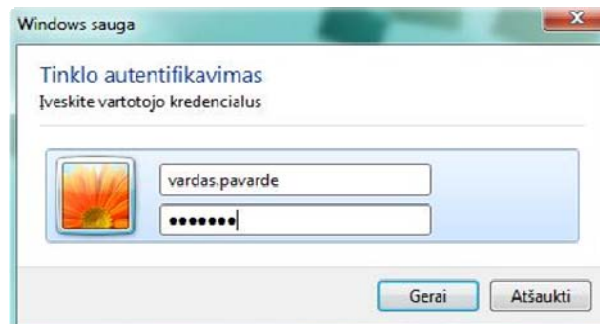 Windows sauga
Tinklo autentifikavimas
Įveskite vartotojo kredencialus
vardas.pavarde
•••••••
Gerai
Atšaukti